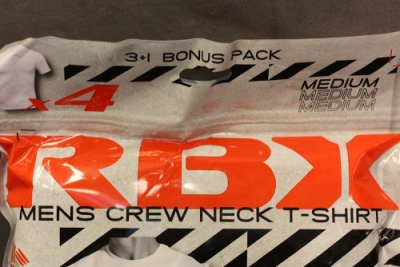 3+1 BONUS PACK
x4
MEDIUM
MEDIUM
MEDIUM
RBX
MENS CREW NECK T-SHIRT